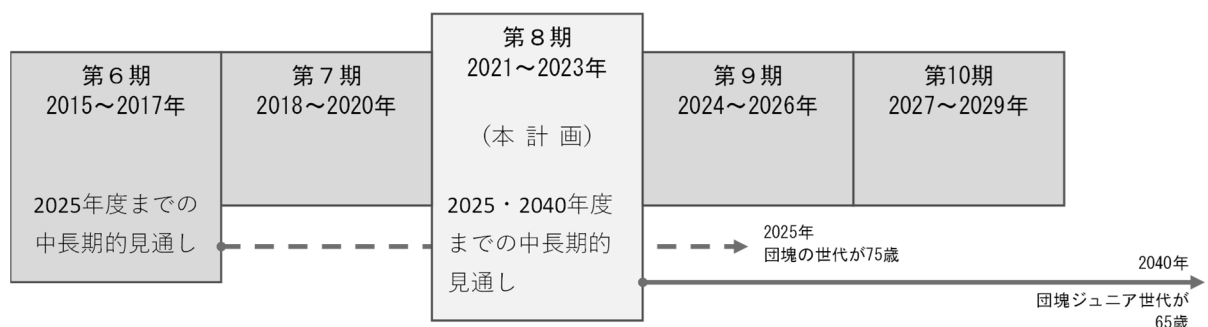 第６期
2015～2017年
2025年度までの
中長期的見通し
第７期
2018～2020年
第８期
2021～2023年
（本 計 画）
2025・2040年度
までの中長期的
見通し
第９期
2024～2026年
第10期
2027～2029年
2025年
団塊の世代が75歳
2040年
団塊ジュニア世代が
65歳